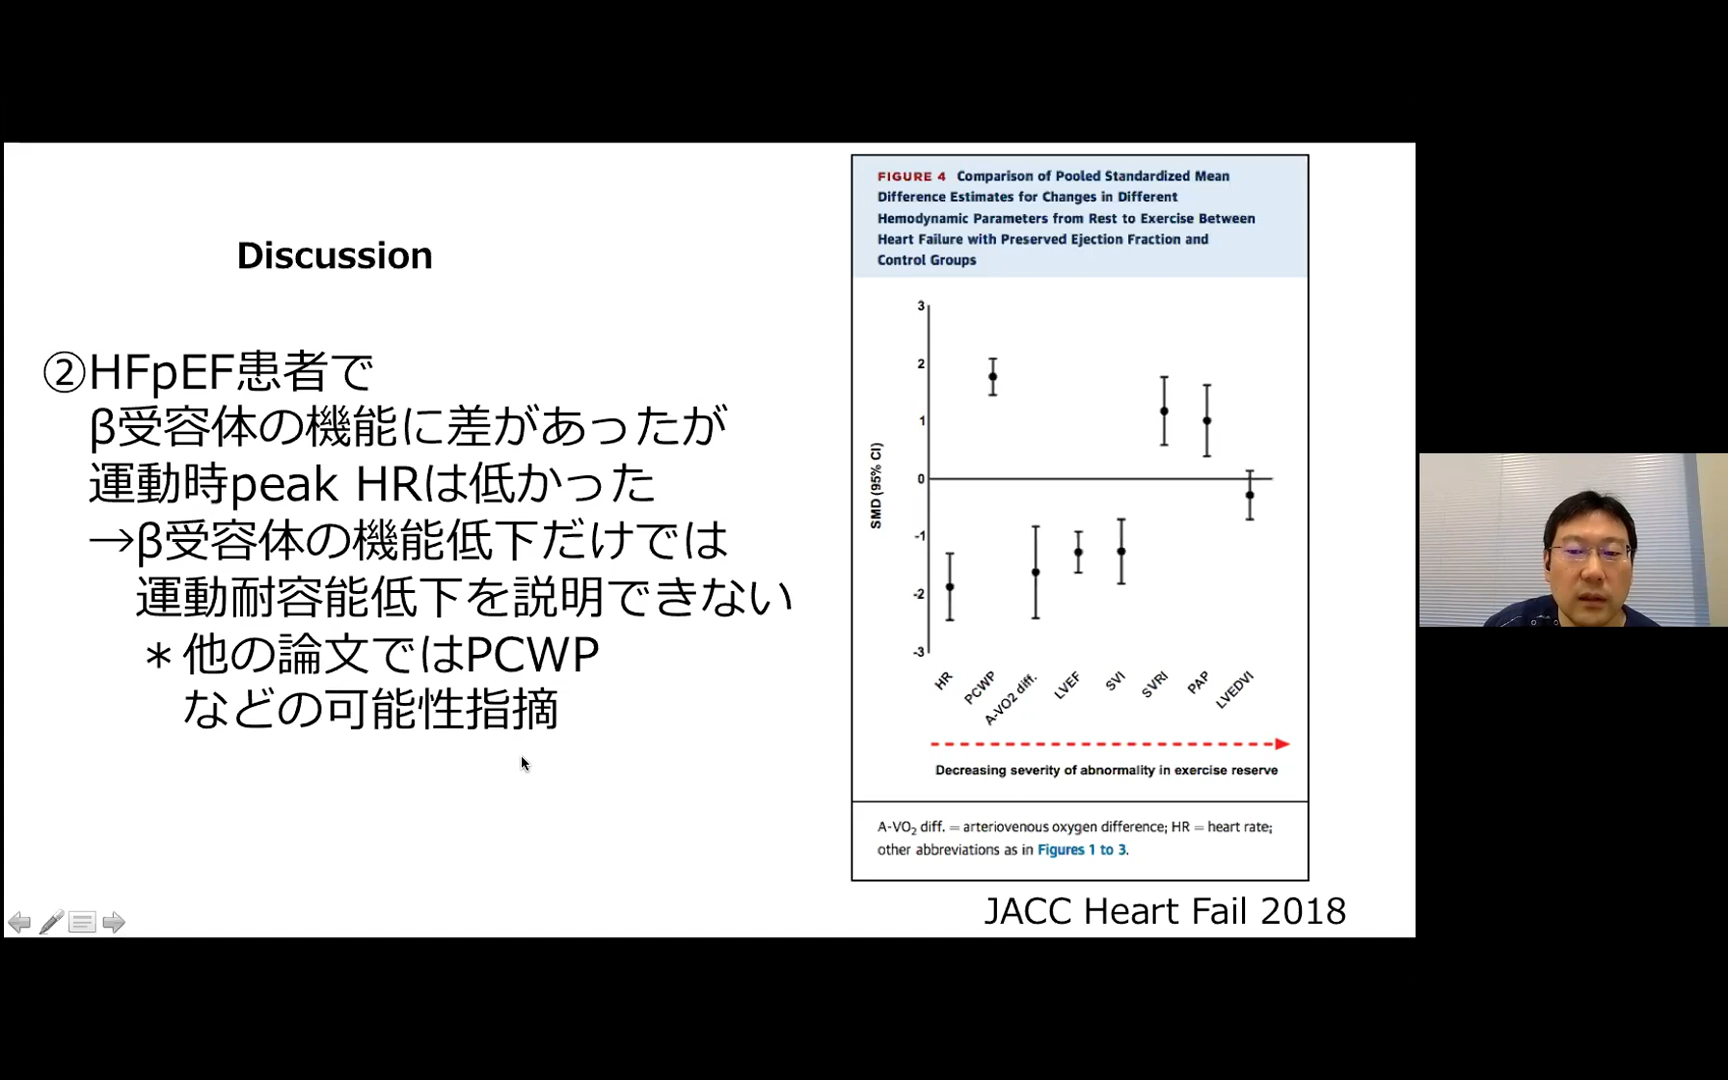 Discussion
②HFpEF患者で
β受容体の機能に差があったが
運動時peak HRは低かった
→β受容体の機能低下だけでは
運動耐容能低下を説明できない
＊他の論文ではPCWP
などの可能性指摘
FIGURE 4 Comparison of Pooled Standardized Mean
Difference Estimates for Changes in Different
Hemodynamic Parameters from Rest to Exercise Between
Heart Failure with Preserved Ejection Fraction and
Control Groups
SMD (95% CI)
3
2
1
0
-1
-2
-3
HR
PCWP
A-VO2 diff.
LVEF
SVI
SVRI
PAP
LVEDVI
Decreasing severity of abnormality in exercise reserve
A-VO₂ diff. = arteriovenous oxygen difference; HR = heart rate;
other abbreviations as in Figures 1 to 3.
JACC Heart Fail 2018